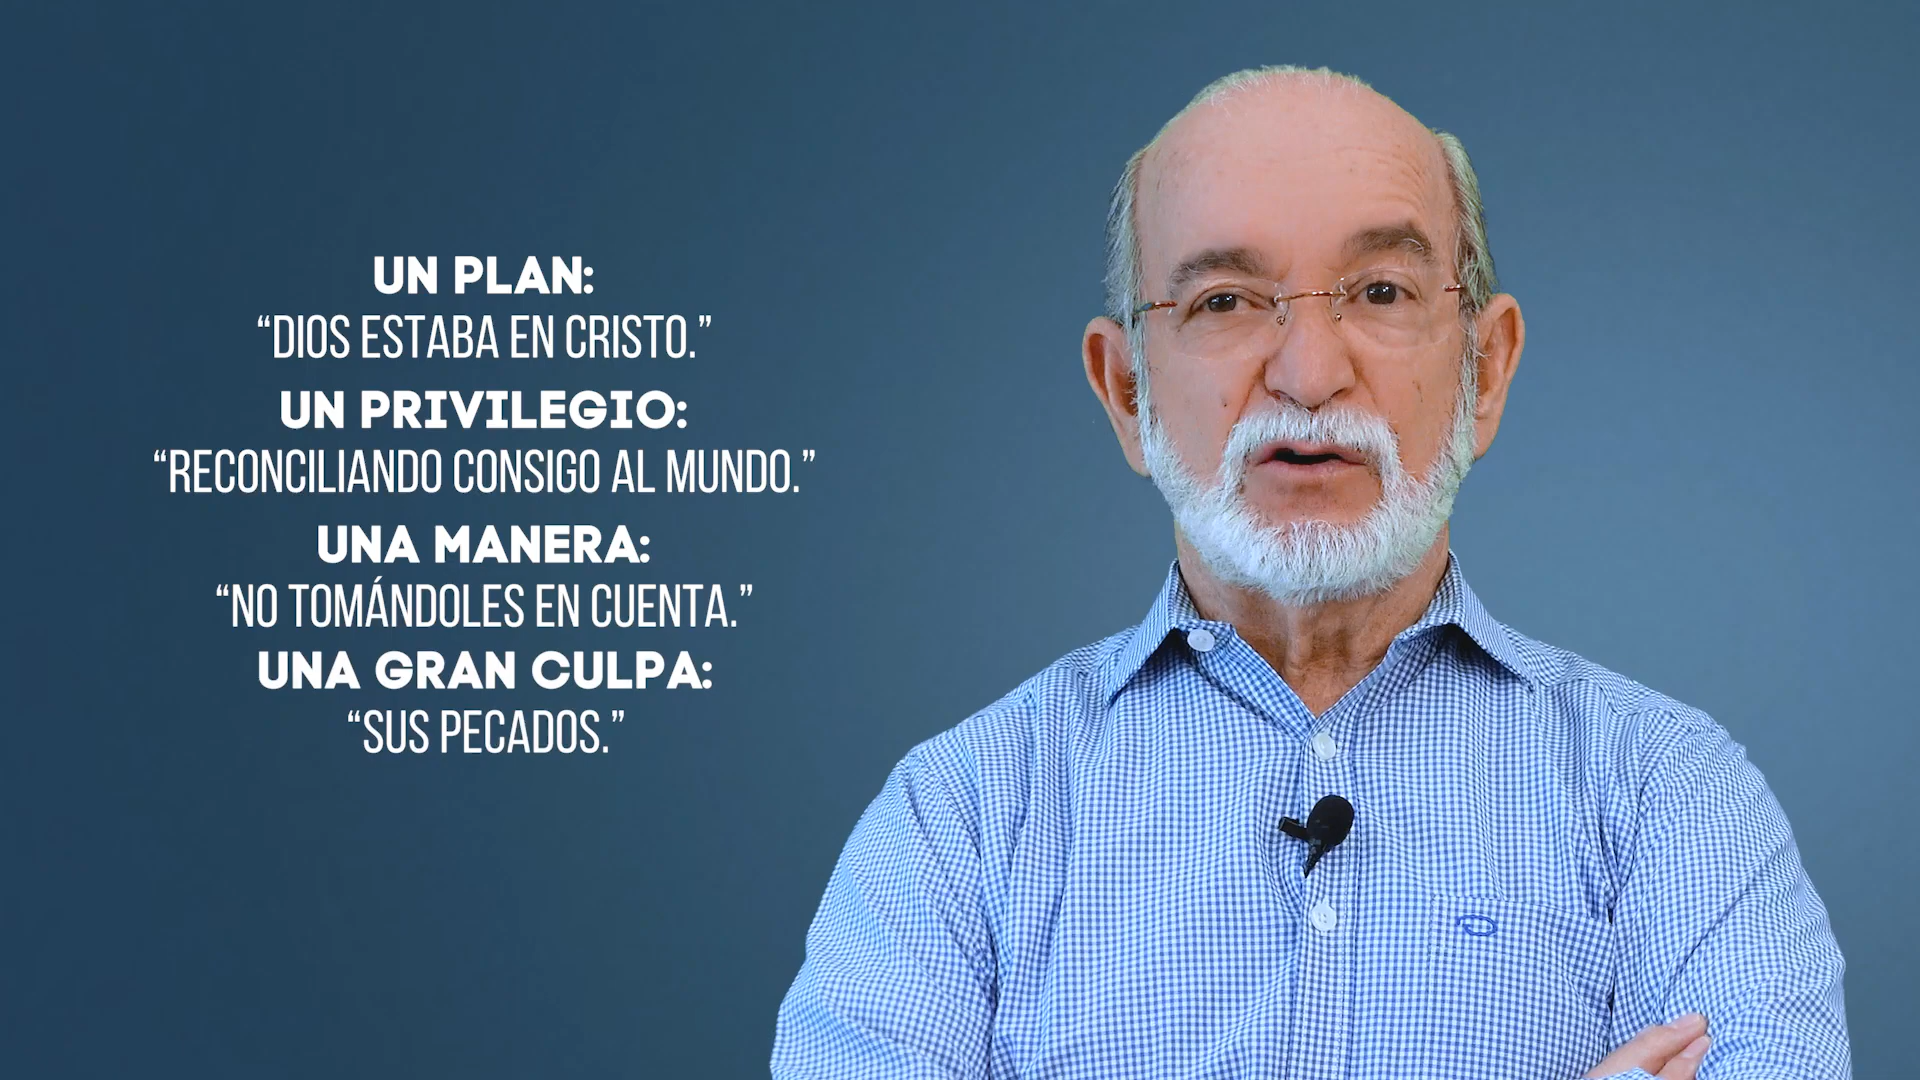 UN PLAN:
“DIOS ESTABA EN CRISTO.”
UN PRIVILEGIO:
“RECONCILIANDO CONSIGO AL MUNDO.”
UNA MANERA:
“NO TOMÁNDOLES EN CUENTA.”
UNA GRAN CULPA:
“SUS PECADOS.”